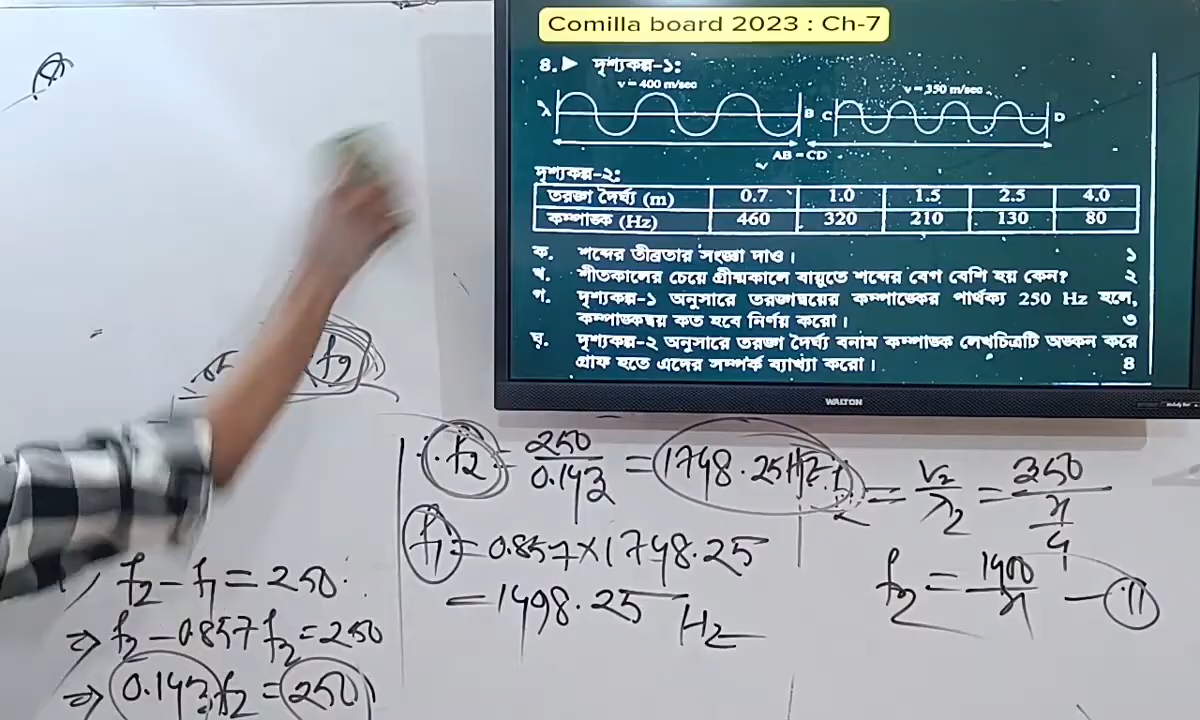 Comilla board 2023 : Ch-7
8. ▶ দৃশ্যকল্প-১:
v = 400 m/sec
v = 350 m/sec
A B C D
AB = CD
দৃশ্যকল্প-২:
তরঙ্গ দৈর্ঘ্য (m) 0.7 1.0 1.5 2.5 4.0
কম্পাঙ্ক (Hz) 460 320 210 130 80
ক. শব্দের তীব্রতার সংজ্ঞা দাও। ১
খ. শীতকালের চেয়ে গ্রীষ্মকালে বায়ুতে শব্দের বেগ বেশি হয় কেন? ২
গ. দৃশ্যকল্প-১ অনুসারে তরঙ্গদ্বয়ের কম্পাঙ্কের পার্থক্য 250 Hz হলে,
কম্পাঙ্কদ্বয় কত হবে নির্ণয় করো। ৩
ঘ. দৃশ্যকল্প-২ অনুসারে তরঙ্গ দৈর্ঘ্য বনাম কম্পাঙ্ক লেখচিত্রটি অঙ্কন করে
গ্রাফ হতে এদের সম্পর্ক ব্যাখ্যা করো। ৪
WALTON
f2 = 250/0.143 = 1748.25Hz
f1 = 0.857×1748.25
= 1498.25 Hz
f2 - f1 = 250
⇒ f2 - 0.857 f2 = 250
⇒ 0.143 f2 = 250
= V2/λ2 = 350/(x/4)
f2 = 1400/x — (ii)